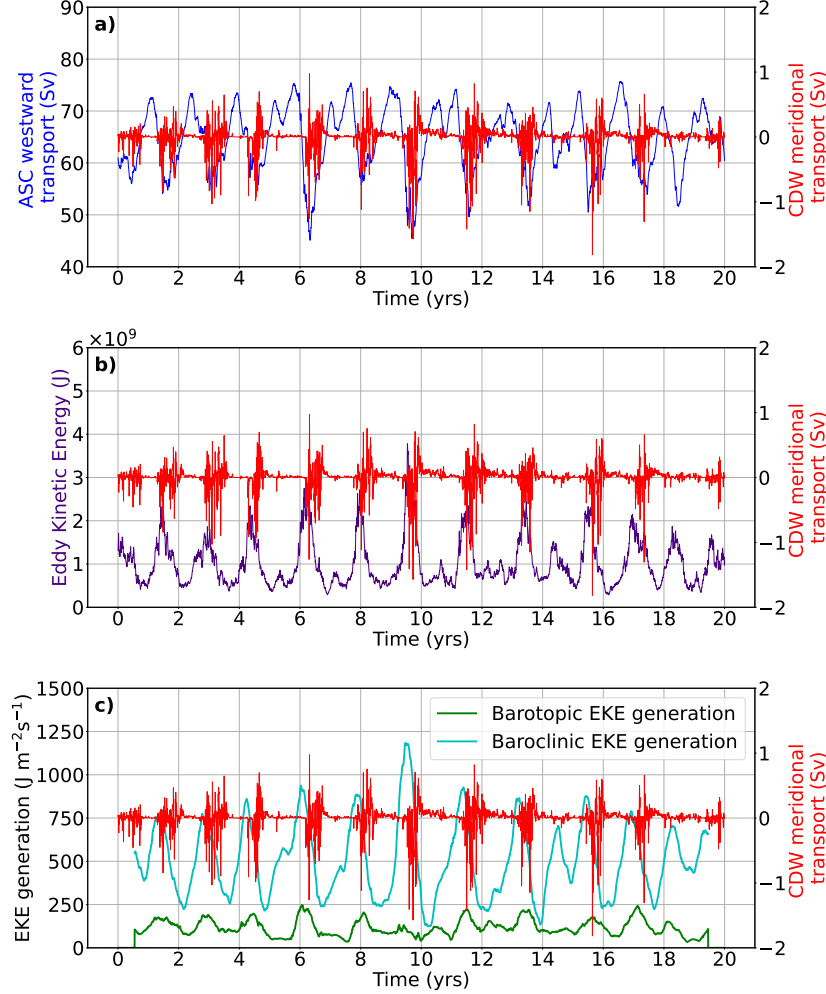 a)
90
80
70
60
50
40
ASC westward
transport (Sv)
2
1
0
−1
−2
CDW meridional
transport (Sv)
0 2 4 6 8 10 12 14 16 18 20
Time (yrs)
×10⁹
b)
6
5
4
3
2
1
0
Eddy Kinetic Energy (J)
2
1
0
−1
−2
CDW meridional
transport (Sv)
0 2 4 6 8 10 12 14 16 18 20
Time (yrs)
c)
1500
1250
1000
750
500
250
0
EKE generation (J m⁻²s⁻¹)
Barotopic EKE generation
Baroclinic EKE generation
2
1
0
−1
−2
CDW meridional
transport (Sv)
0 2 4 6 8 10 12 14 16 18 20
Time (yrs)